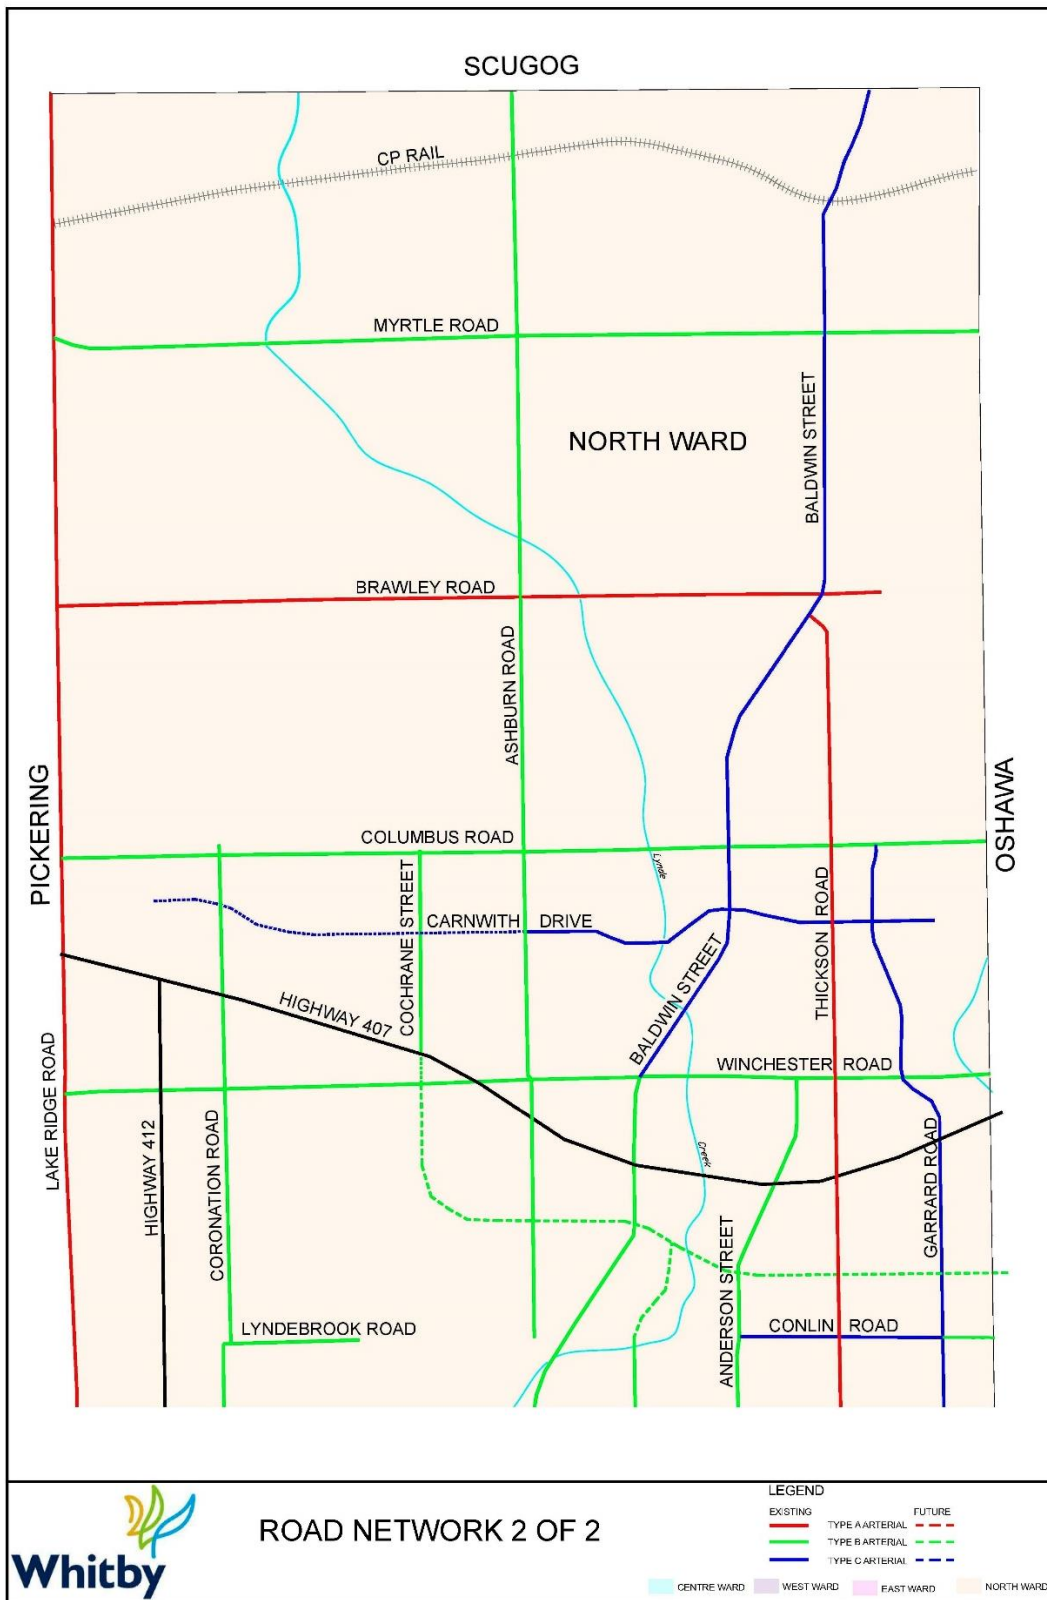 SCUGOG
CP RAIL
MYRTLE ROAD
BALDWIN STREET
NORTH WARD
BRAWLEY ROAD
ASHBURN ROAD
PICKERING
OSHAWA
COLUMBUS ROAD
Lynde
COCHRANE STREET
CARNWITH DRIVE
THICKSON ROAD
BALDWIN STREET
HIGHWAY 407
WINCHESTER ROAD
LAKE RIDGE ROAD
HIGHWAY 412
CORONATION ROAD
Creek
GARRARD ROAD
ANDERSON STREET
LYNDEBROOK ROAD
CONLIN ROAD
Whitby
ROAD NETWORK 2 OF 2
LEGEND
EXISTING FUTURE
TYPE A ARTERIAL
TYPE B ARTERIAL
TYPE C ARTERIAL
CENTRE WARD WEST WARD EAST WARD NORTH WARD